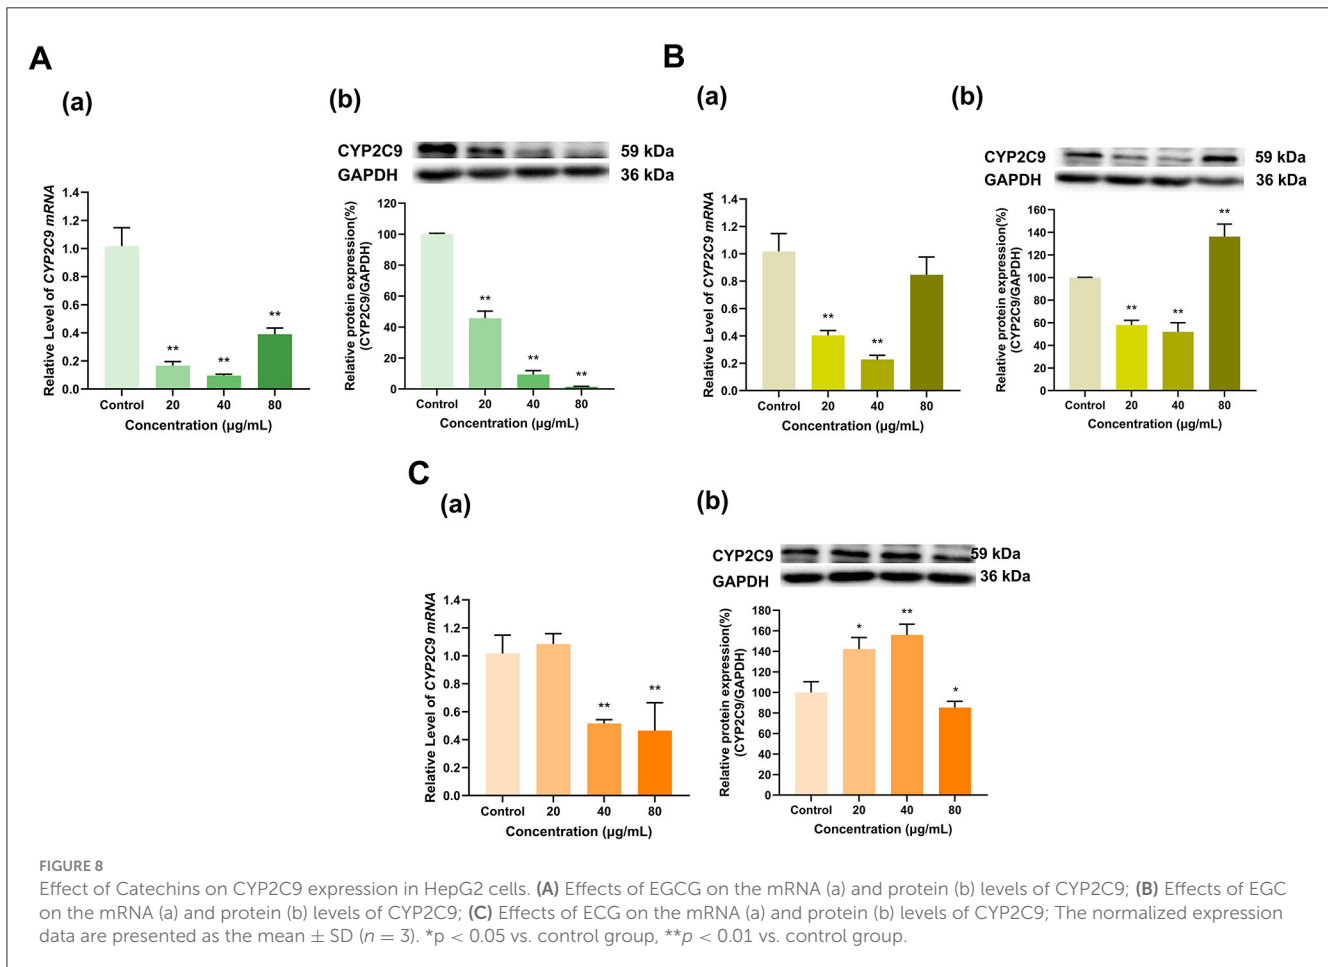 A
(a)
Relative Level of CYP2C9 mRNA
1.4
1.2
1.0
0.8
0.6
0.4
0.2
0.0
**
**
**
Control
20
40
80
Concentration (µg/mL)
(b)
CYP2C9
59 kDa
GAPDH
36 kDa
Relative protein expression(%)
(CYP2C9/GAPDH)
120
100
80
60
40
20
0
**
**
**
Control
20
40
80
Concentration (µg/mL)
B
(a)
Relative Level of CYP2C9 mRNA
1.4
1.2
1.0
0.8
0.6
0.4
0.2
0.0
**
**
Control
20
40
80
Concentration (µg/mL)
(b)
CYP2C9
59 kDa
GAPDH
36 kDa
Relative protein expression(%)
(CYP2C9/GAPDH)
160
140
120
100
80
60
40
20
0
**
**
**
Control
20
40
80
Concentration (µg/mL)
C
(a)
Relative Level of CYP2C9 mRNA
1.4
1.2
1.0
0.8
0.6
0.4
0.2
0.0
**
**
Control
20
40
80
Concentration (µg/mL)
(b)
CYP2C9
59 kDa
GAPDH
36 kDa
Relative protein expression(%)
(CYP2C9/GAPDH)
180
160
140
120
100
80
60
40
20
0
*
**
*
Control
20
40
80
Concentration (µg/mL)
FIGURE 8
Effect of Catechins on CYP2C9 expression in HepG2 cells. (A) Effects of EGCG on the mRNA (a) and protein (b) levels of CYP2C9; (B) Effects of EGC
on the mRNA (a) and protein (b) levels of CYP2C9; (C) Effects of ECG on the mRNA (a) and protein (b) levels of CYP2C9; The normalized expression
data are presented as the mean ± SD (n = 3). *p < 0.05 vs. control group, **p < 0.01 vs. control group.